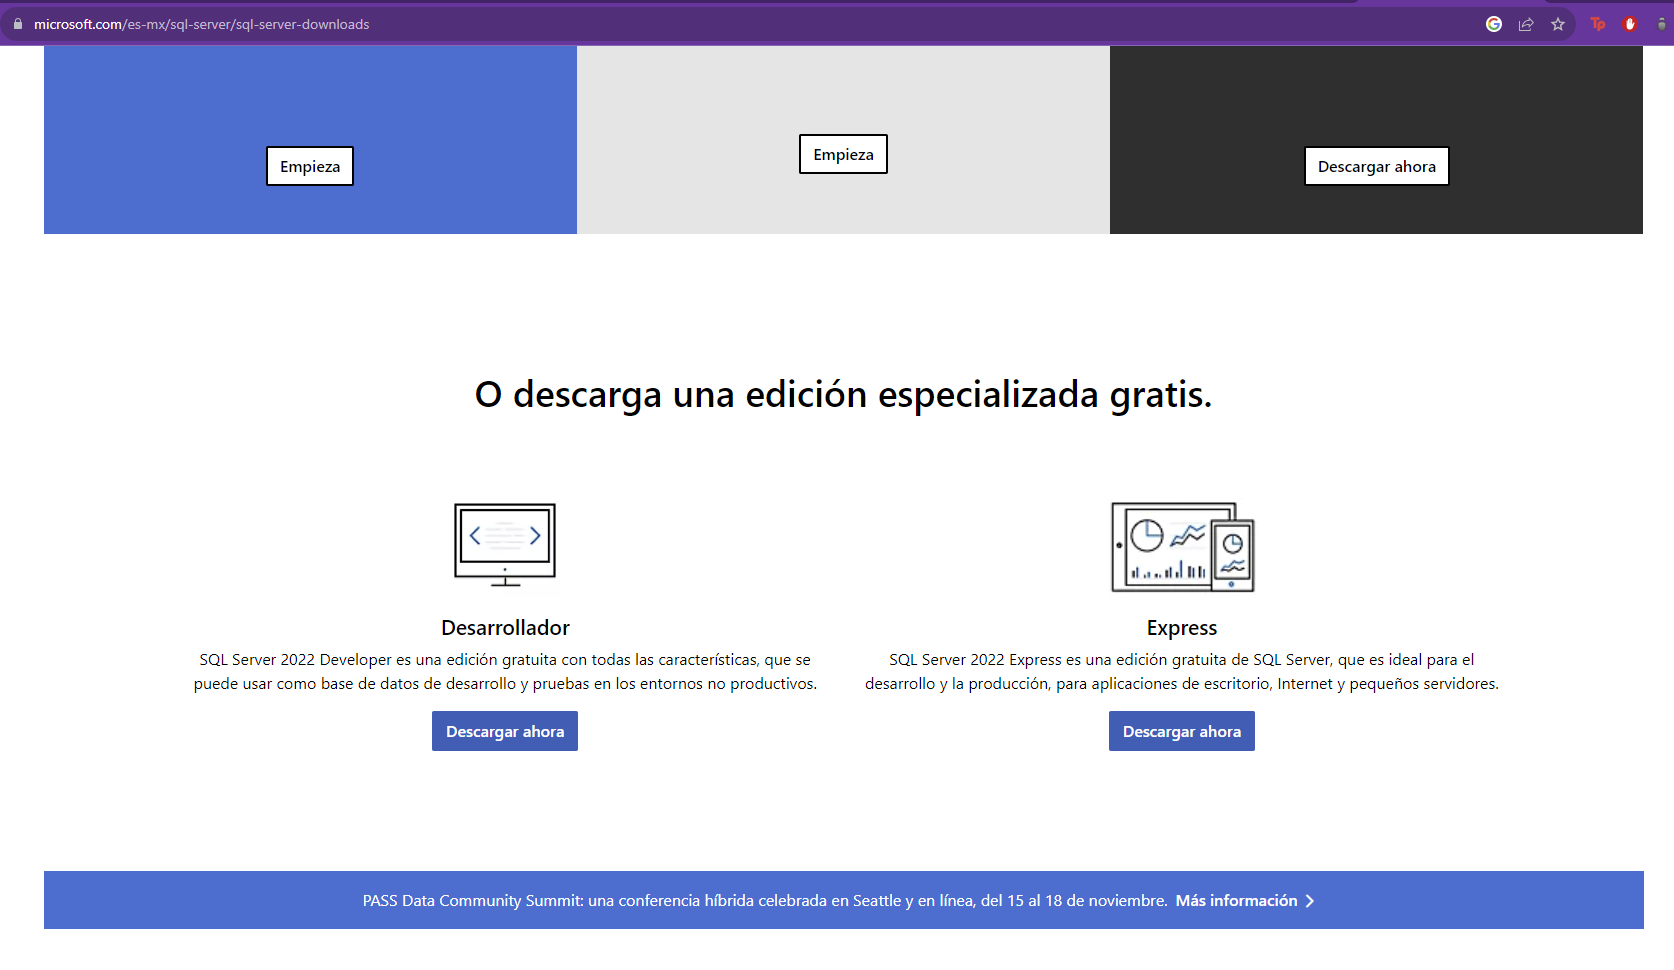 microsoft.com/es-mx/sql-server/sql-server-downloads
Tp
Empieza
Empieza
Descargar ahora
O descarga una edición especializada gratis.
Desarrollador
SQL Server 2022 Developer es una edición gratuita con todas las características, que se
puede usar como base de datos de desarrollo y pruebas en los entornos no productivos.
Descargar ahora
Express
SQL Server 2022 Express es una edición gratuita de SQL Server, que es ideal para el
desarrollo y la producción, para aplicaciones de escritorio, Internet y pequeños servidores.
Descargar ahora
PASS Data Community Summit: una conferencia híbrida celebrada en Seattle y en línea, del 15 al 18 de noviembre. Más información